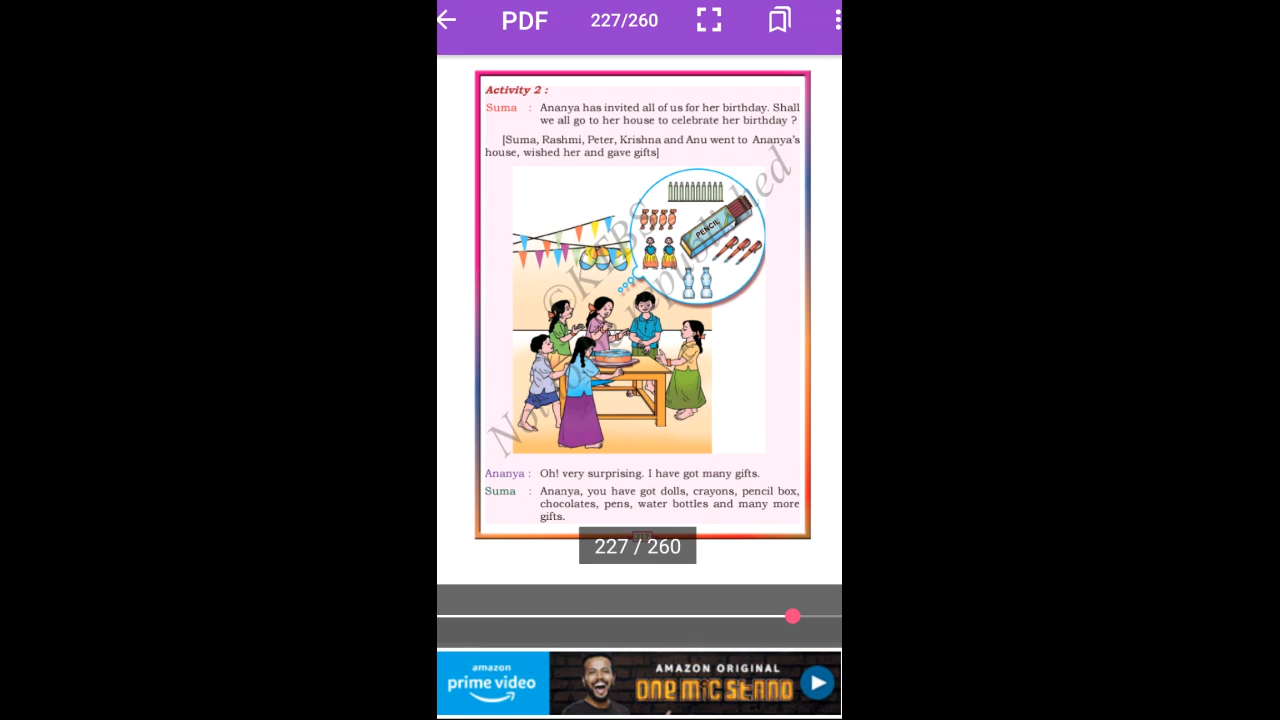 PDF 227/260
Activity 2 :
Suma : Ananya has invited all of us for her birthday. Shall
we all go to her house to celebrate her birthday ?
[Suma, Rashmi, Peter, Krishna and Anu went to Ananya's
house, wished her and gave gifts]
PENCIL
Ananya : Oh! very surprising. I have got many gifts.
Suma : Ananya, you have got dolls, crayons, pencil box,
chocolates, pens, water bottles and many more
gifts.
227 / 260
amazon
prime video
AMAZON ORIGINAL
ONE MIC STAND